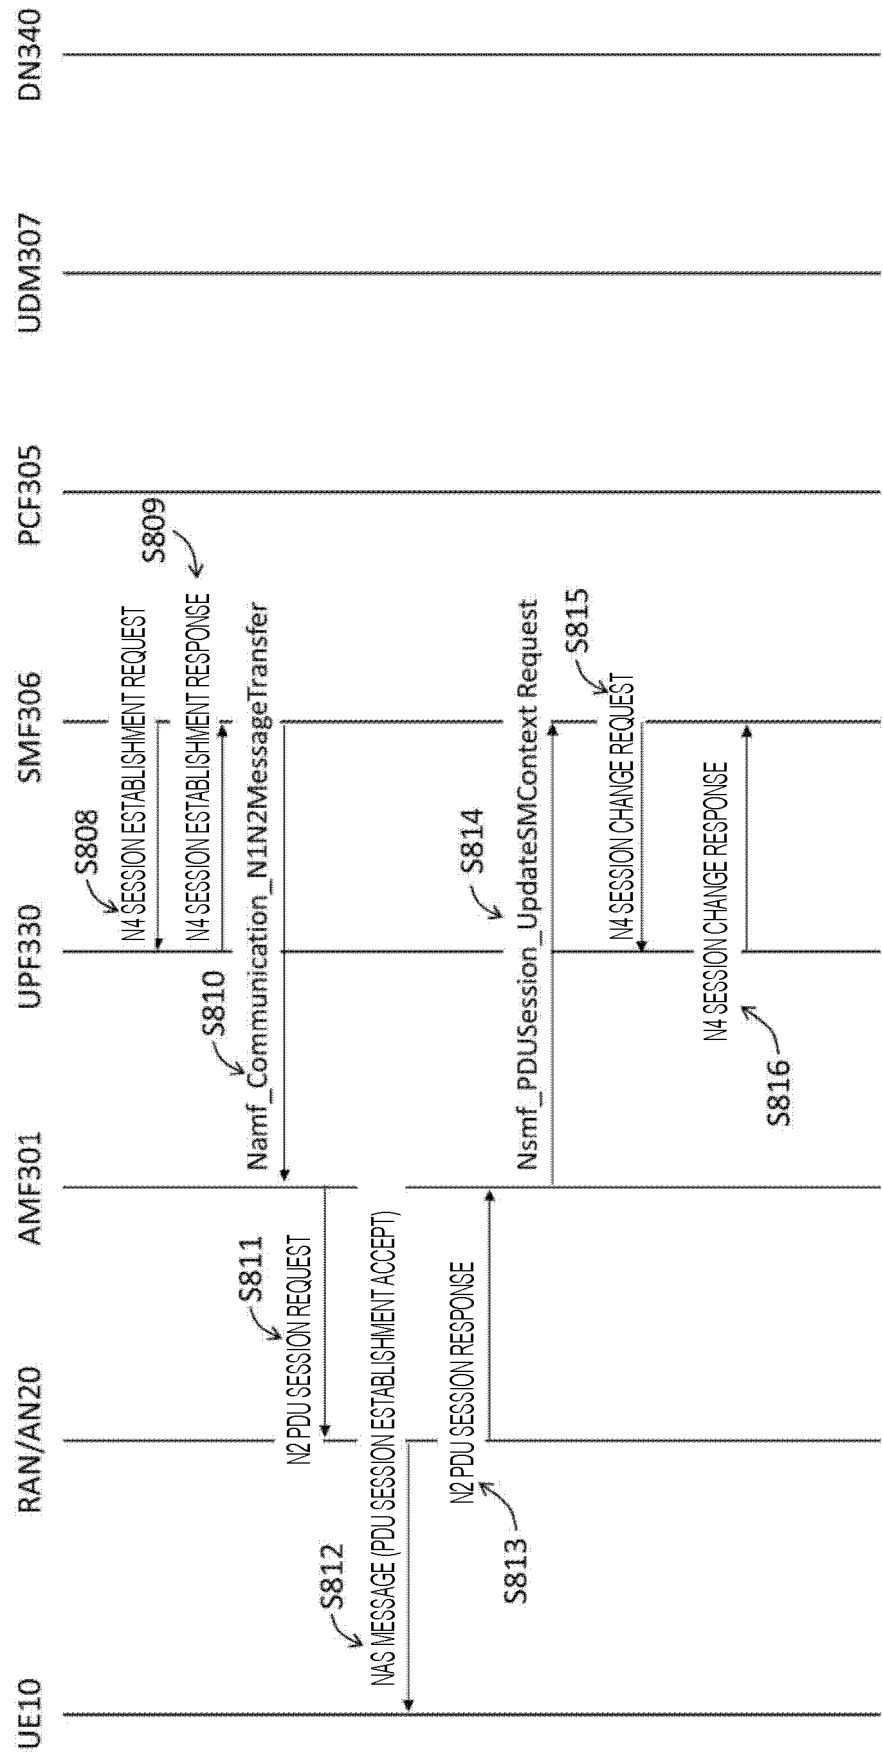 UE10
RAN/AN20
AMF301
UPF330
SMF306
PCF305
UDM307
DN340
S808
N4 SESSION ESTABLISHMENT REQUEST
S809
N4 SESSION ESTABLISHMENT RESPONSE
S810
Namf_Communication_N1N2MessageTransfer
S811
N2 PDU SESSION REQUEST
S812
NAS MESSAGE (PDU SESSION ESTABLISHMENT ACCEPT)
N2 PDU SESSION RESPONSE
S813
S814
Nsmf_PDUSession_UpdateSMContext Request
S815
N4 SESSION CHANGE REQUEST
N4 SESSION CHANGE RESPONSE
S816